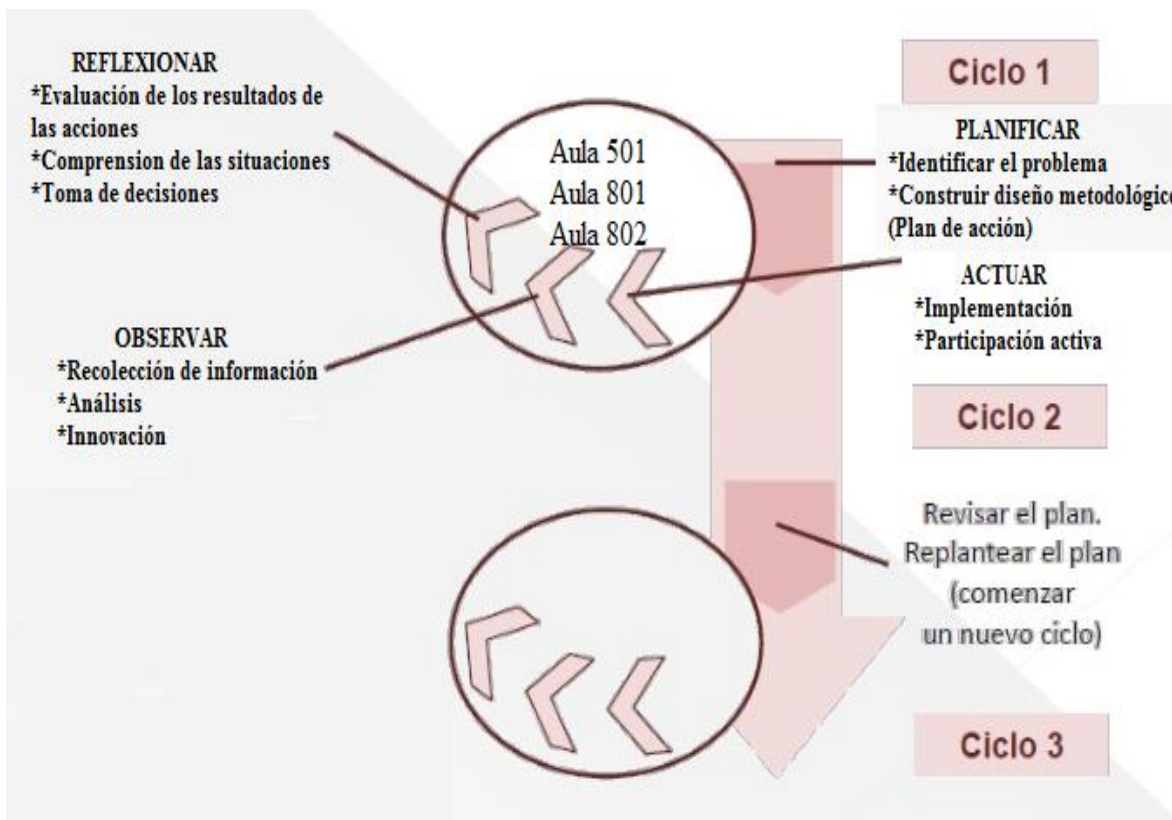 REFLEXIONAR
*Evaluación de los resultados de
las acciones
*Comprension de las situaciones
*Toma de decisiones
OBSERVAR
*Recolección de información
*Análisis
*Innovación
Aula 501
Aula 801
Aula 802
Ciclo 1
PLANIFICAR
*Identificar el problema
*Construir diseño metodológico
(Plan de acción)
ACTUAR
*Implementación
*Participación activa
Ciclo 2
Revisar el plan.
Replantear el plan
(comenzar
un nuevo ciclo)
Ciclo 3